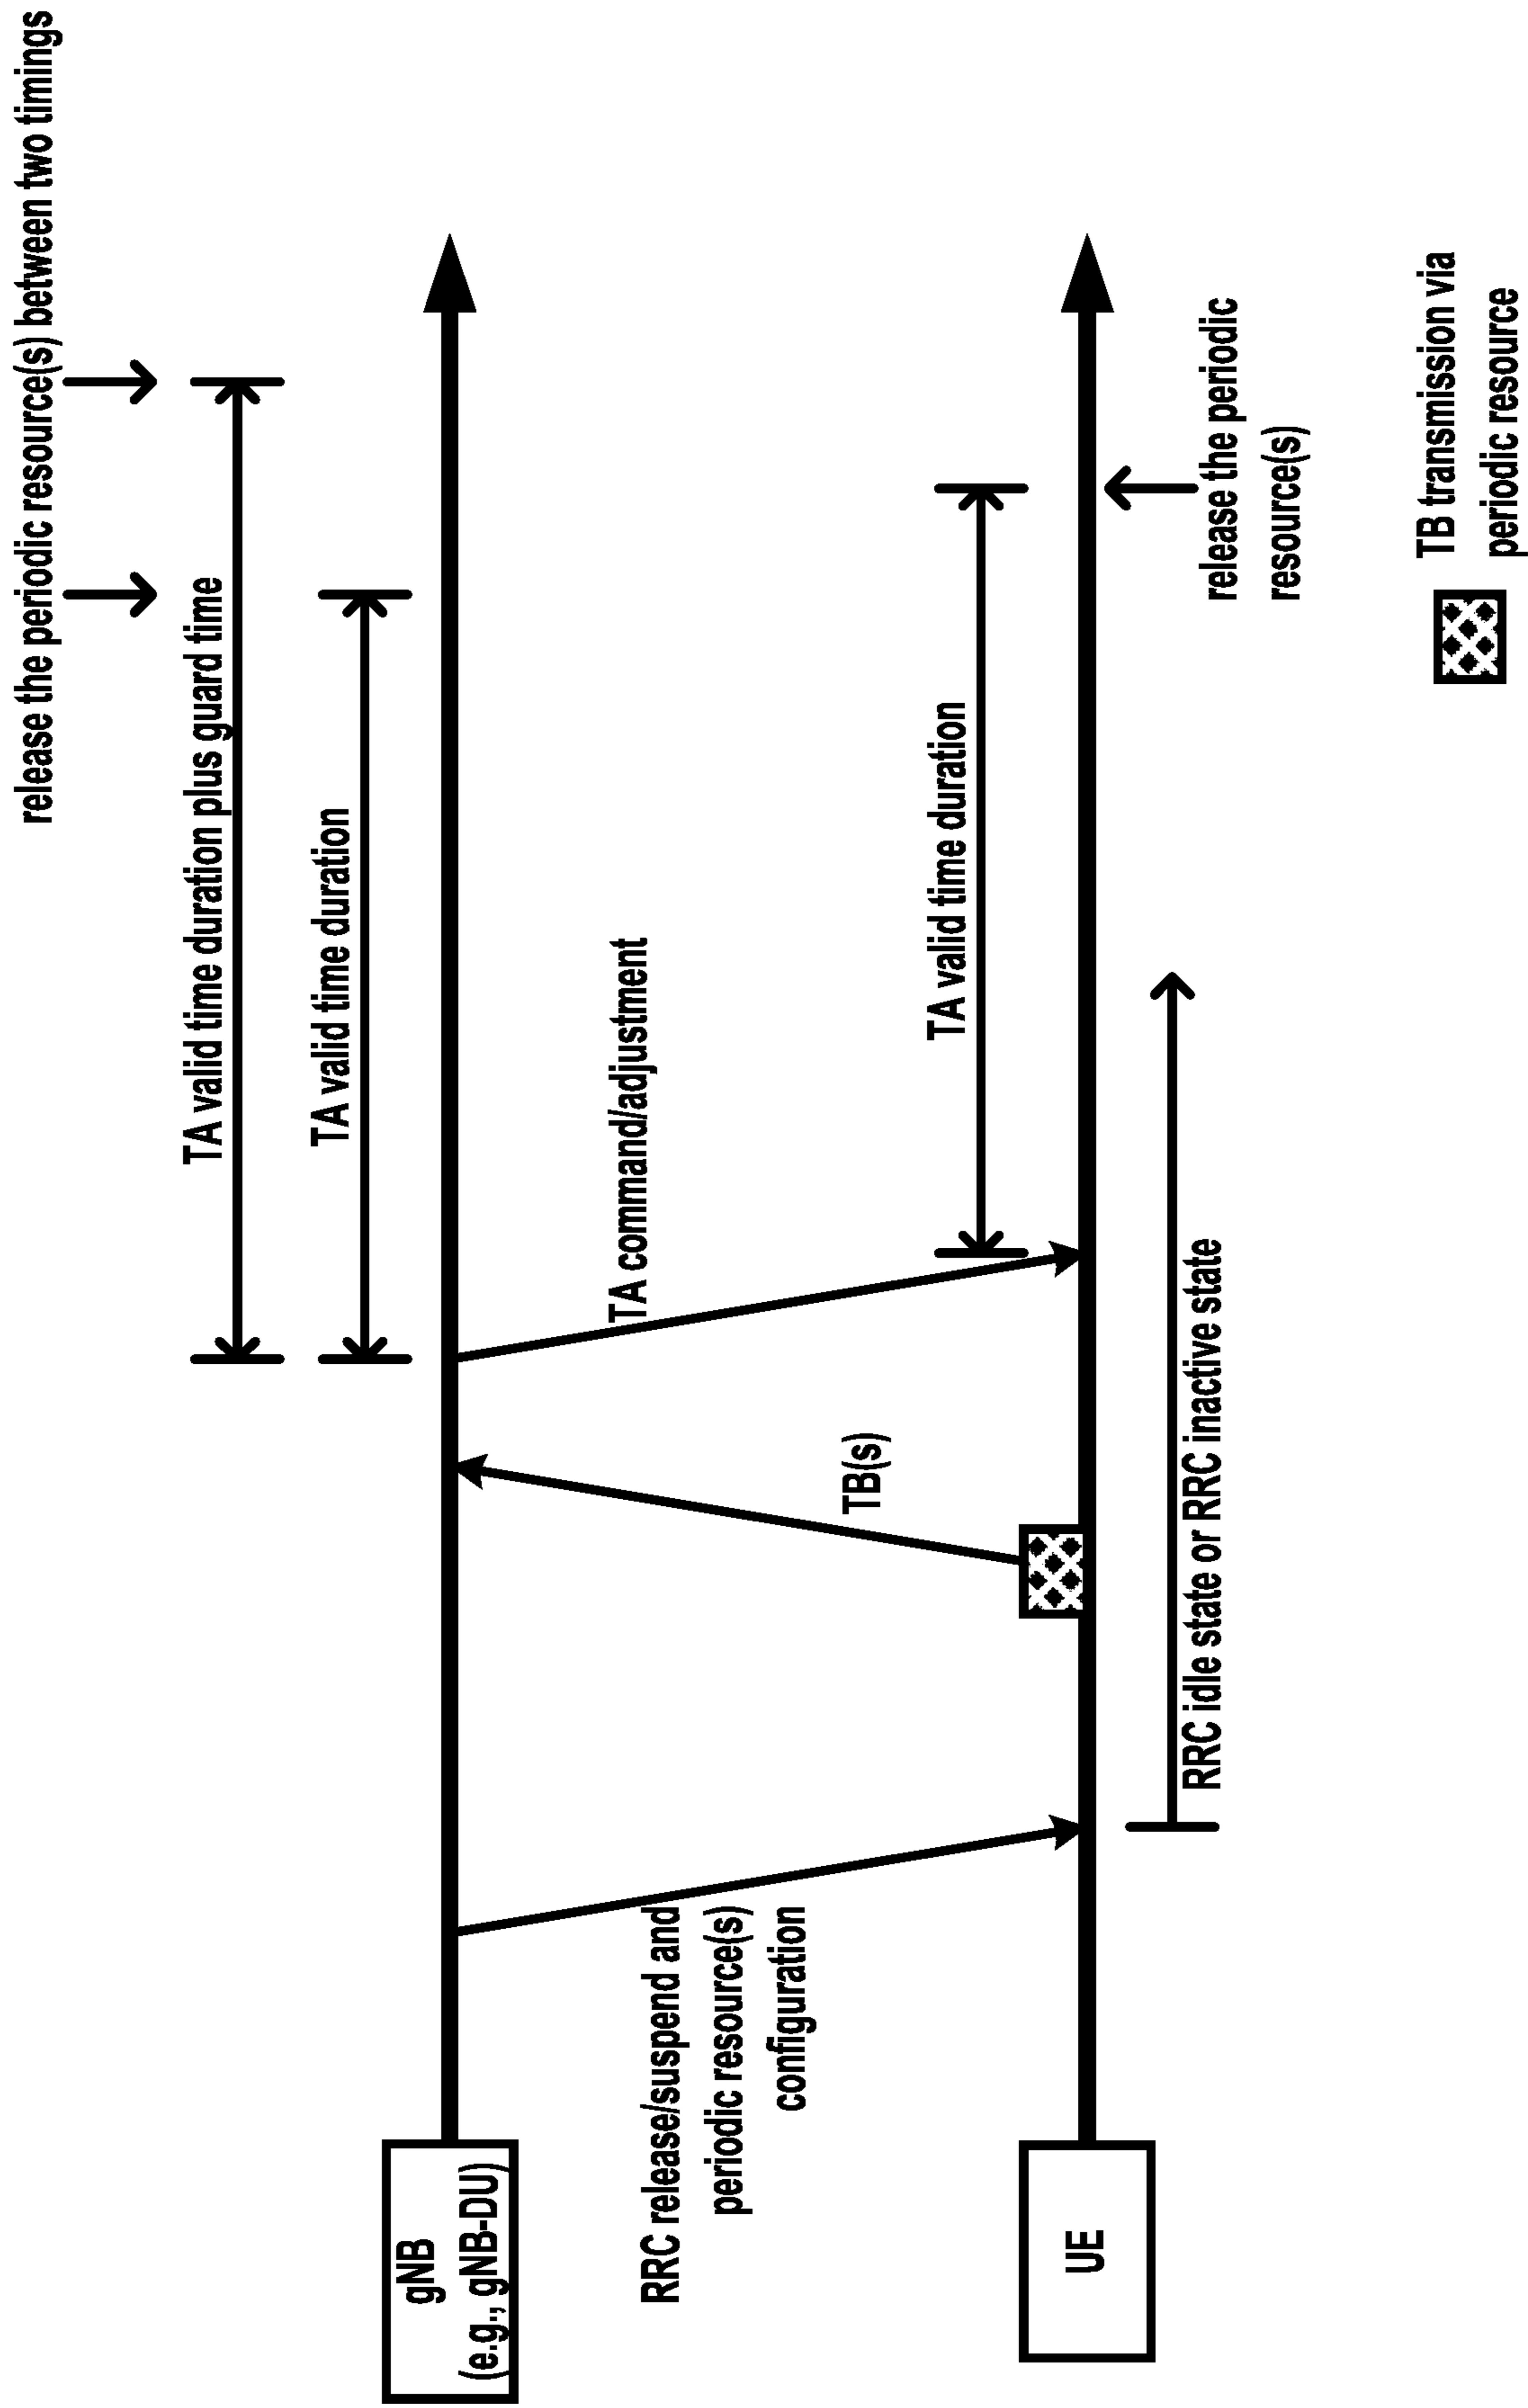 release the periodic resource(s) between two timings
TA valid time duration plus guard time
TA valid time duration
gNB
(e.g., gNB-DU)
TA command/adjustment
RRC release/suspend and
periodic resource(s)
configuration
TB(s)
TA valid time duration
UE
RRC idle state or RRC inactive state
release the periodic
resource(s)
TB transmission via
periodic resource